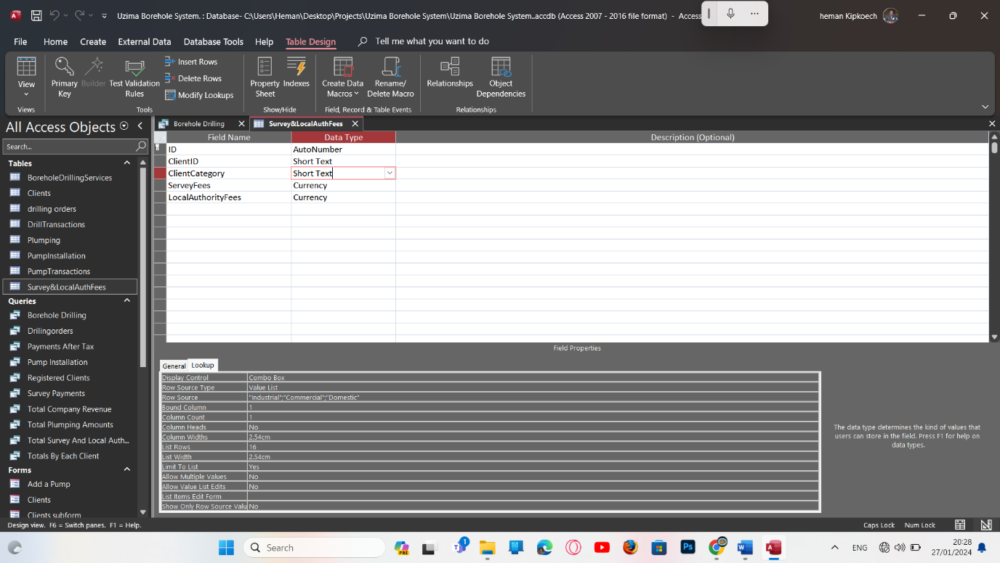 Uzima Borehole System. : Database- C:\Users\Heman\Desktop\Projects\Uzima Borehole System\Uzima Borehole System..accdb (Access 2007 - 2016 file format) - Access
heman Kipkoech
File Home Create External Data Database Tools Help Table Design Tell me what you want to do
View
Primary Key
Builder
Test Validation Rules
Insert Rows
Delete Rows
Modify Lookups
Property Sheet
Indexes
Create Data Macros
Rename/ Delete Macro
Relationships
Object Dependencies
Views Tools Show/Hide Field, Record & Table Events Relationships
All Access Objects
Search...
Tables
BoreholeDrillingServices
Clients
drilling orders
DrillTransactions
Plumping
PumpInstallation
PumpTransactions
Survey&LocalAuthFees
Queries
Borehole Drilling
Drilingorders
Payments After Tax
Pump Installation
Registered Clients
Survey Payments
Total Company Revenue
Total Plumping Amounts
Total Survey And Local Auth...
Totals By Each Client
Forms
Add a Pump
Clients
Clients subform
Borehole Drilling Survey&LocalAuthFees
Field Name Data Type Description (Optional)
ID AutoNumber
ClientID Short Text
ClientCategory Short Text
ServeyFees Currency
LocalAuthorityFees Currency
Field Properties
General Lookup
Display Control Combo Box
Row Source Type Value List
Row Source "Industrial";"Commercial";"Domestic"
Bound Column 1
Column Count 1
Column Heads No
Column Widths 2.54cm
List Rows 16
List Width 2.54cm
Limit To List Yes
Allow Multiple Values No
Allow Value List Edits No
List Items Edit Form
Show Only Row Source Valu No
The data type determines the kind of values that
users can store in the field. Press F1 for help on
data types.
Design view. F6 = Switch panes. F1 = Help.
Caps Lock Num Lock
Search
PRE
1
Ps
ENG
20:28
27/01/2024